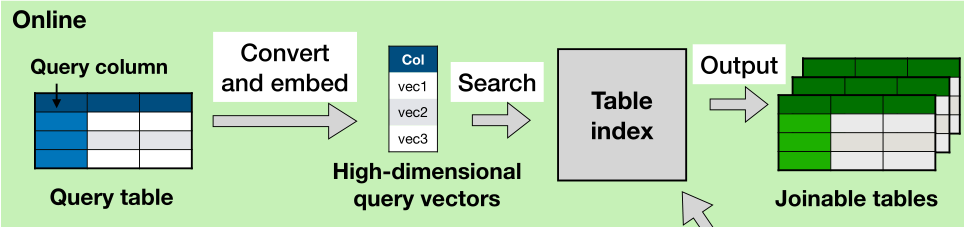 Online
Query column
Query table
Convert
and embed
Col
vec1
vec2
vec3
High-dimensional
query vectors
Search
Table
index
Output
Joinable tables